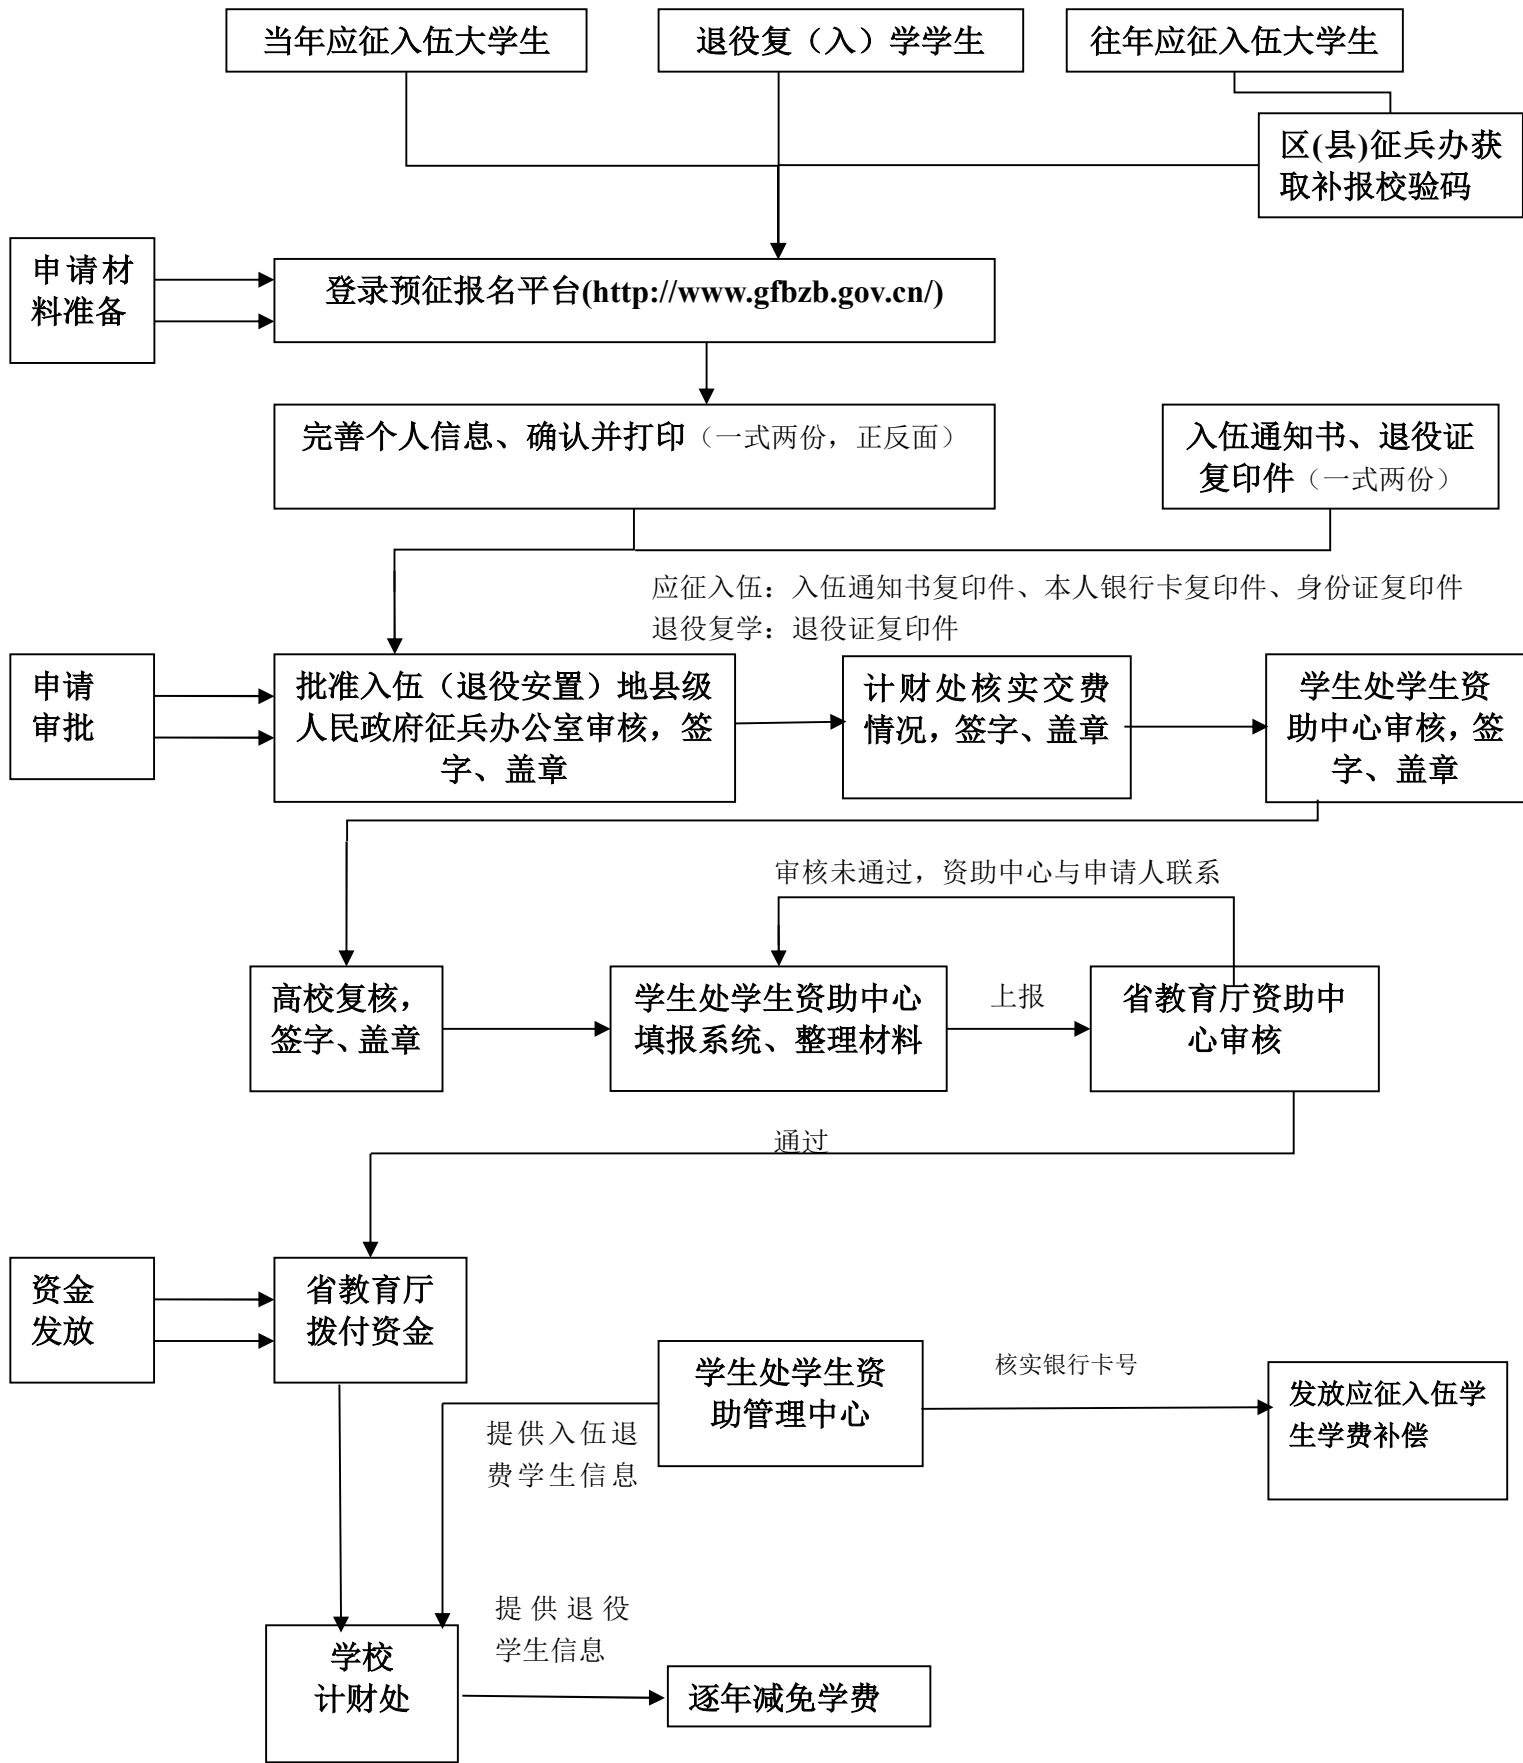 当年应征入伍大学生
退役复（入）学学生
往年应征入伍大学生
区(县)征兵办获
取补报校验码
申请材
料准备
登录预征报名平台(http://www.gfbzb.gov.cn/)
完善个人信息、确认并打印（一式两份，正反面）
入伍通知书、退役证
复印件（一式两份）
应征入伍：入伍通知书复印件、本人银行卡复印件、身份证复印件
退役复学：退役证复印件
申请
审批
批准入伍（退役安置）地县级
人民政府征兵办公室审核，签
字、盖章
计财处核实交费
情况，签字、盖章
学生处学生资
助中心审核，签
字、盖章
审核未通过，资助中心与申请人联系
高校复核，
签字、盖章
学生处学生资助中心
填报系统、整理材料
上报
省教育厅资助中
心审核
通过
资金
发放
省教育厅
拨付资金
学生处学生资
助管理中心
核实银行卡号
发放应征入伍学
生学费补偿
提供入伍退
费学生信息
提供退役
学生信息
学校
计财处
逐年减免学费